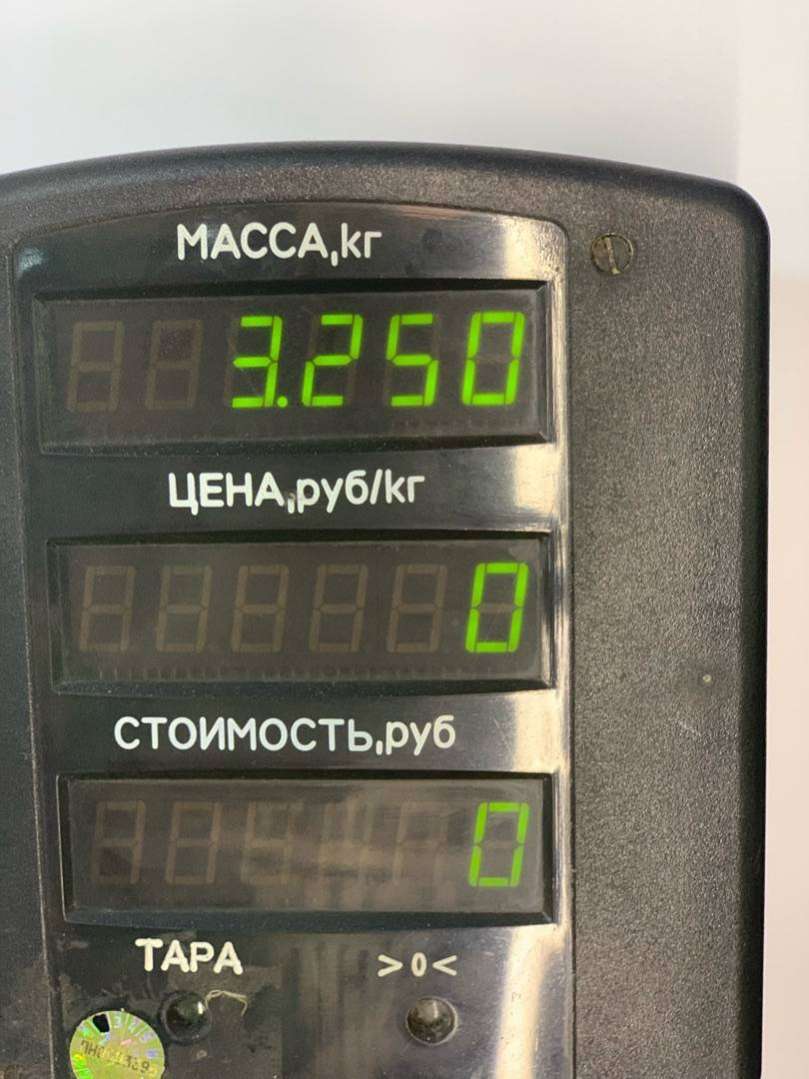 МАССА,кг
3.250
ЦЕНА,руб/кг
0
СТОИМОСТЬ,руб
0
ТАРА >0<